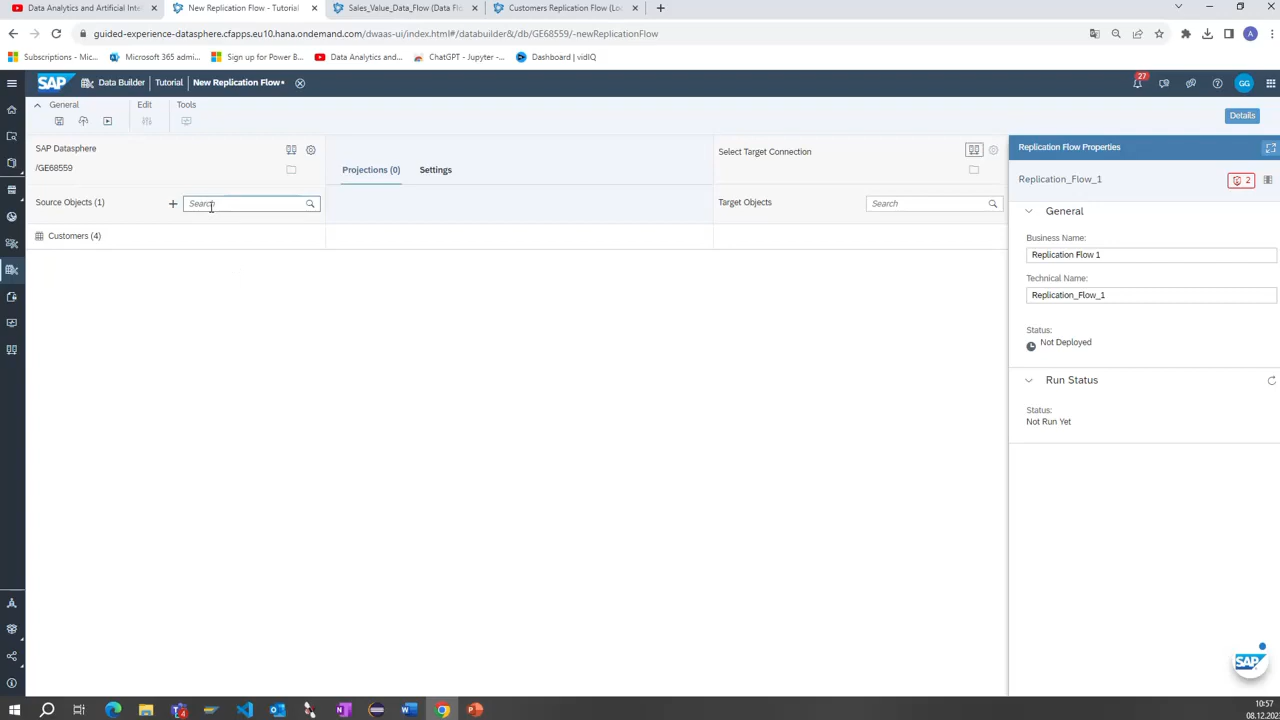 Data Analytics and Artificial Inte
New Replication Flow - Tutorial
Sales_Value_Data_Flow (Data F
Customers Replication Flow (Loc
guided-experience-datasphere.cfapps.eu10.hana.ondemand.com/dwaas-ui/index.html#/databuilder&/db/GE68559/-newReplicationFlow
Subscriptions - Mic...
Microsoft 365 admi...
Sign up for Power B...
Data Analytics and...
ChatGPT - Jupyter-...
Dashboard | vidIQ
A
SAP
Data Builder
Tutorial
New Replication Flow*
27
GG
General
Edit
Tools
Details
SAP Datasphere
/GE68559
Projections (0)
Settings
Select Target Connection
Replication Flow Properties
Replication_Flow_1
2
Source Objects (1)
Search
Target Objects
Search
Customers (4)
General
Business Name:
Replication Flow 1
Technical Name:
Replication_Flow_1
Status:
Not Deployed
Run Status
Status:
Not Run Yet
SAP
10:57
08.12.202